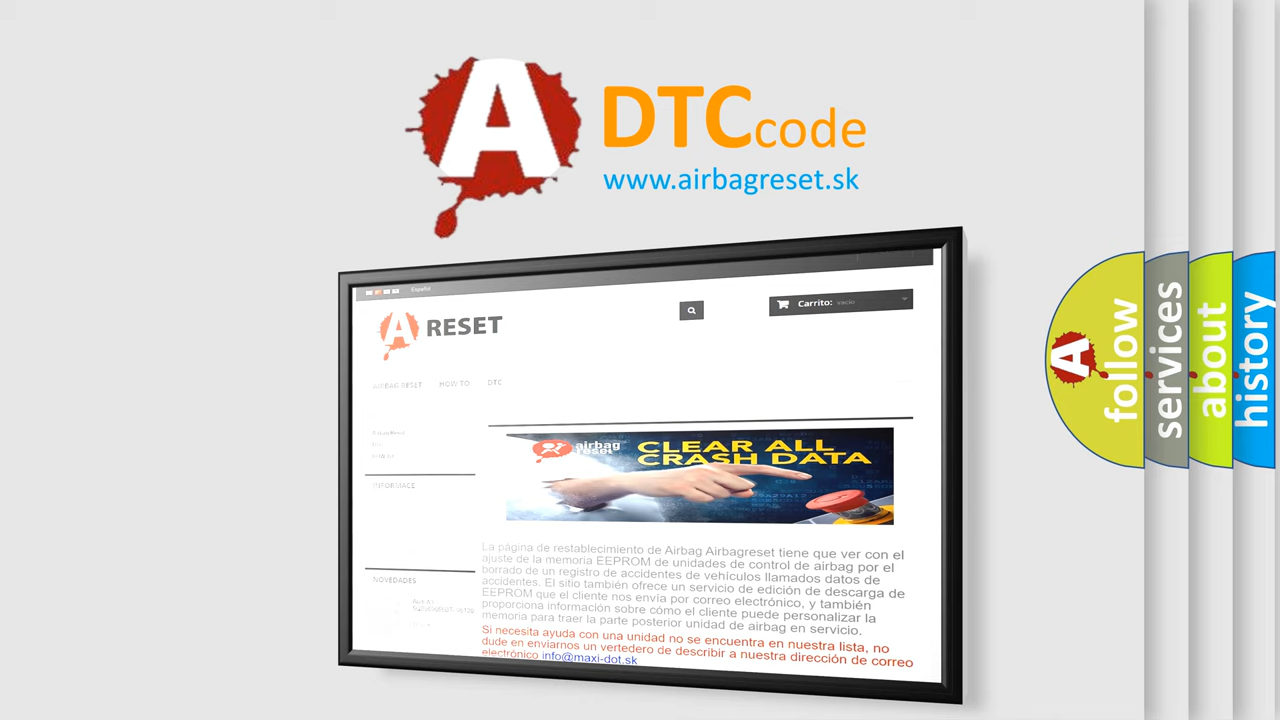 A DTCcode
www.airbagreset.sk
Español
A RESET
Carrito: vacío
AIRBAG RESET HOW TO DTC
INFORMACE
airbag
reset
CLEAR ALL
CRASH DATA
La página de restablecimiento de Airbag Airbagreset tiene que ver con el
ajuste de la memoria EEPROM de unidades de control de airbag por el
borrado de un registro de accidentes de vehículos llamados datos de
accidentes. El sitio también ofrece un servicio de edición de descarga de
EEPROM que el cliente nos envía por correo electrónico, y también
proporciona información sobre cómo el cliente puede personalizar la
memoria para traer la parte posterior unidad de airbag en servicio.
Si necesita ayuda con una unidad no se encuentra en nuestra lista, no
dude en enviarnos un vertedero de describir a nuestra dirección de correo
electrónico info@maxi-dot.sk
NOVEDADES
A follow
services
about
history